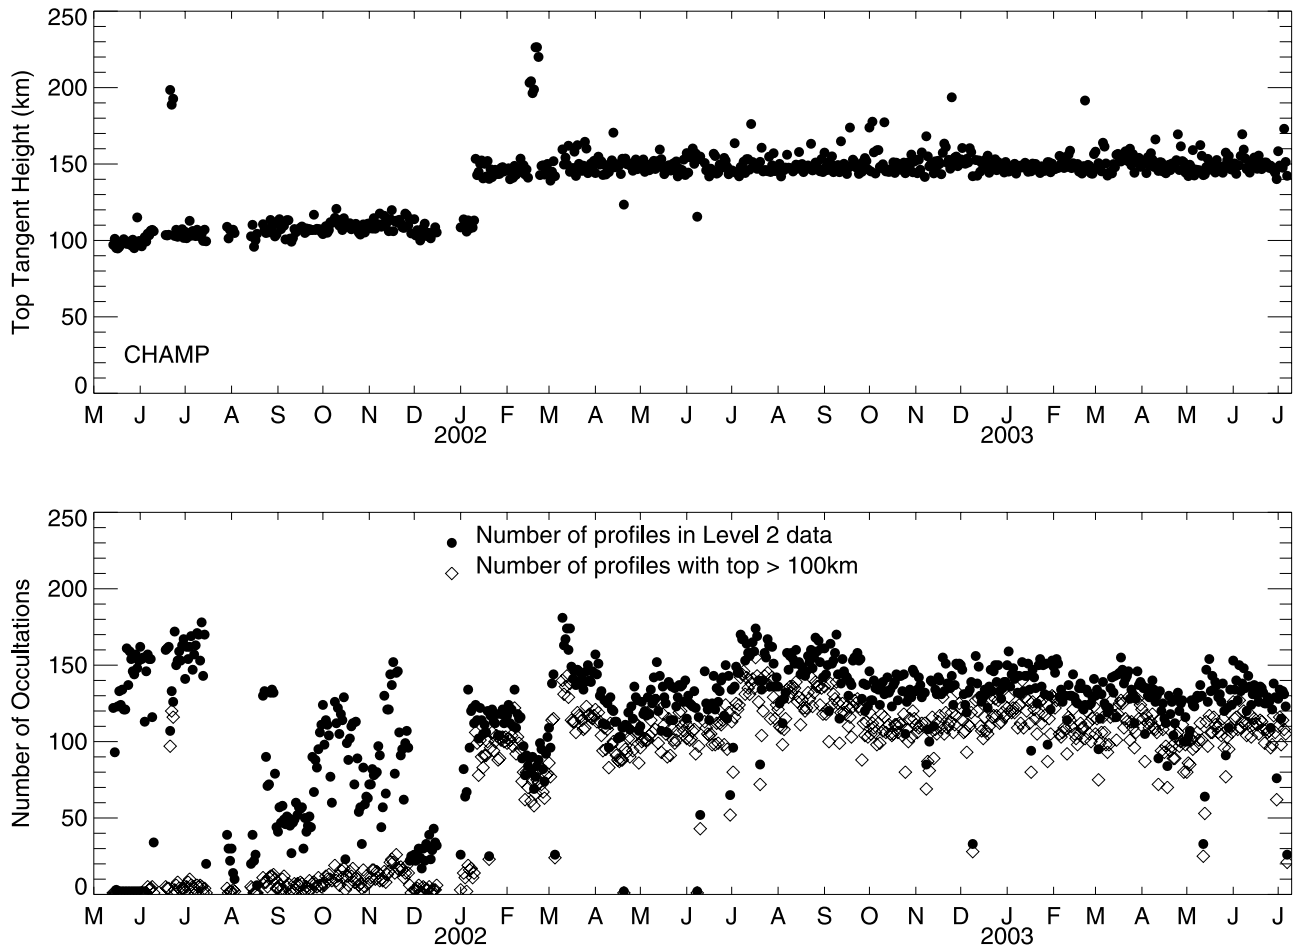 250
200
150
100
50
0
Top Tangent Height (km)
CHAMP
M J J A S O N D J F M A M J J A S O N D J F M A M J J
2002 2003
250
200
150
100
50
0
Number of Occultations
Number of profiles in Level 2 data
Number of profiles with top > 100km
M J J A S O N D J F M A M J J A S O N D J F M A M J J
2002 2003